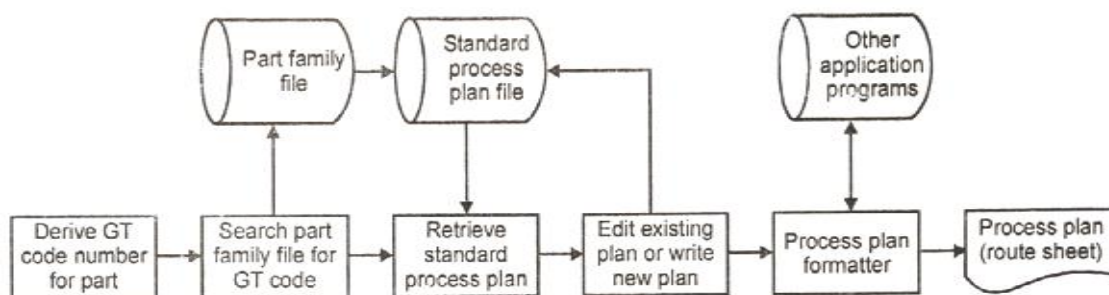 Part family
file
Standard
process
plan file
Other
application
programs
Derive GT
code number
for part
Search part
family file for
GT code
Retrieve
standard
process plan
Edit existing
plan or write
new plan
Process plan
formatter
Process plan
(route sheet)